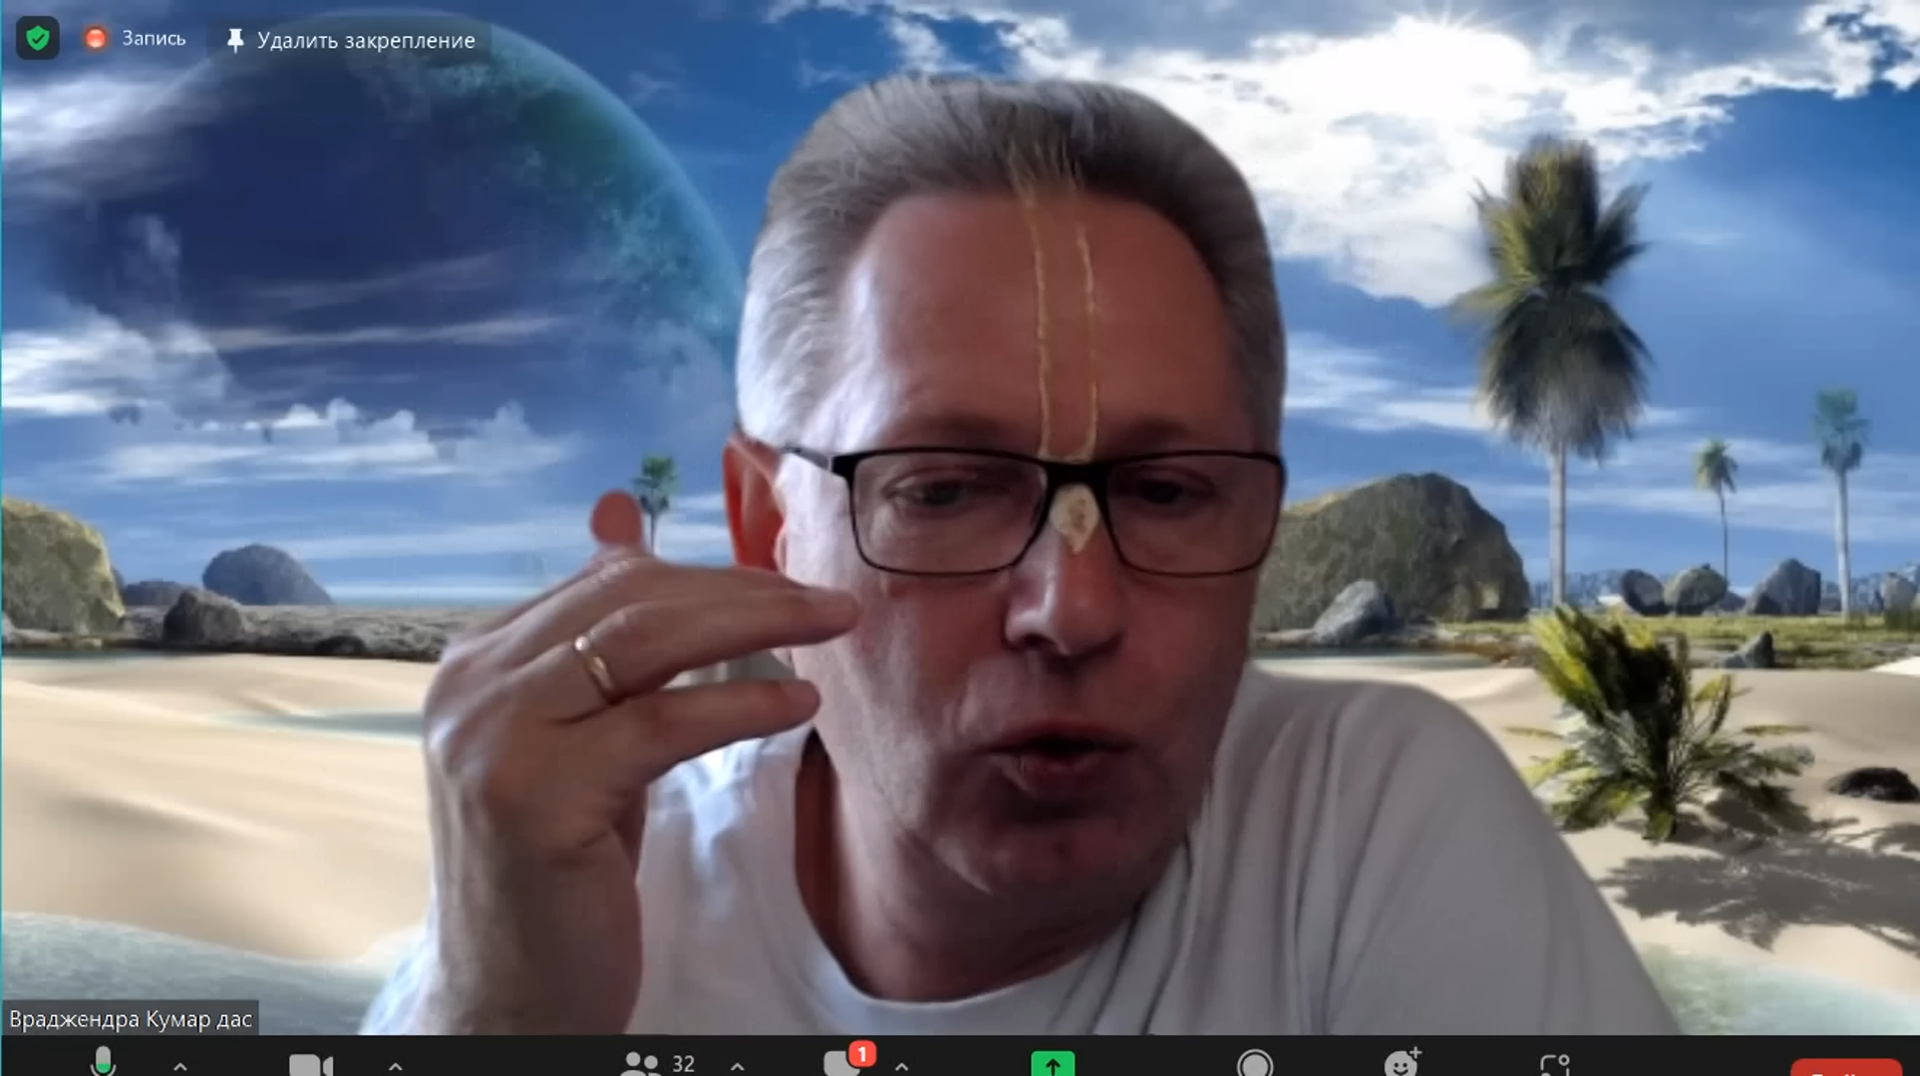 Запись
Удалить закрепление
Враджендра Кумар дас
32
1